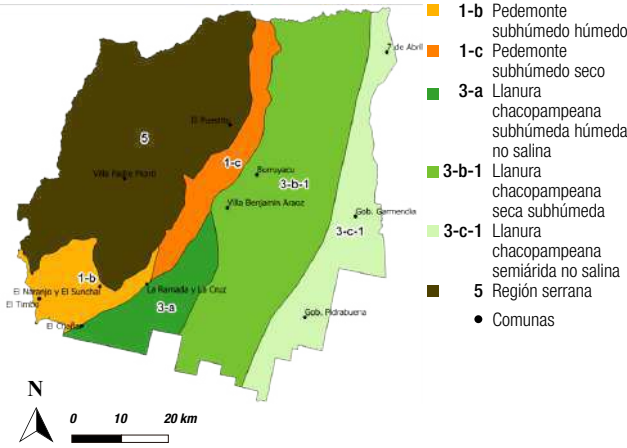 1-b Pedemonte
subhúmedo húmedo
1-c Pedemonte
subhúmedo seco
3-a Llanura
chacopampeana
subhúmeda húmeda
no salina
3-b-1 Llanura
chacopampeana
seca subhúmeda
3-c-1 Llanura
chacopampeana
semiárida no salina
5 Región serrana
Comunas
7 de Abril
El Puestito
5
1-c
Villa Padre Monti
Burruyacu
3-b-1
Villa Benjamin Araoz
Gob. Garmendia
3-c-1
1-b
El Naranjo y El Sunchal
La Ramada y La Cruz
El Timbo
3-a
El Chañar
Gob. Pidrabuena
N
0 10 20 km